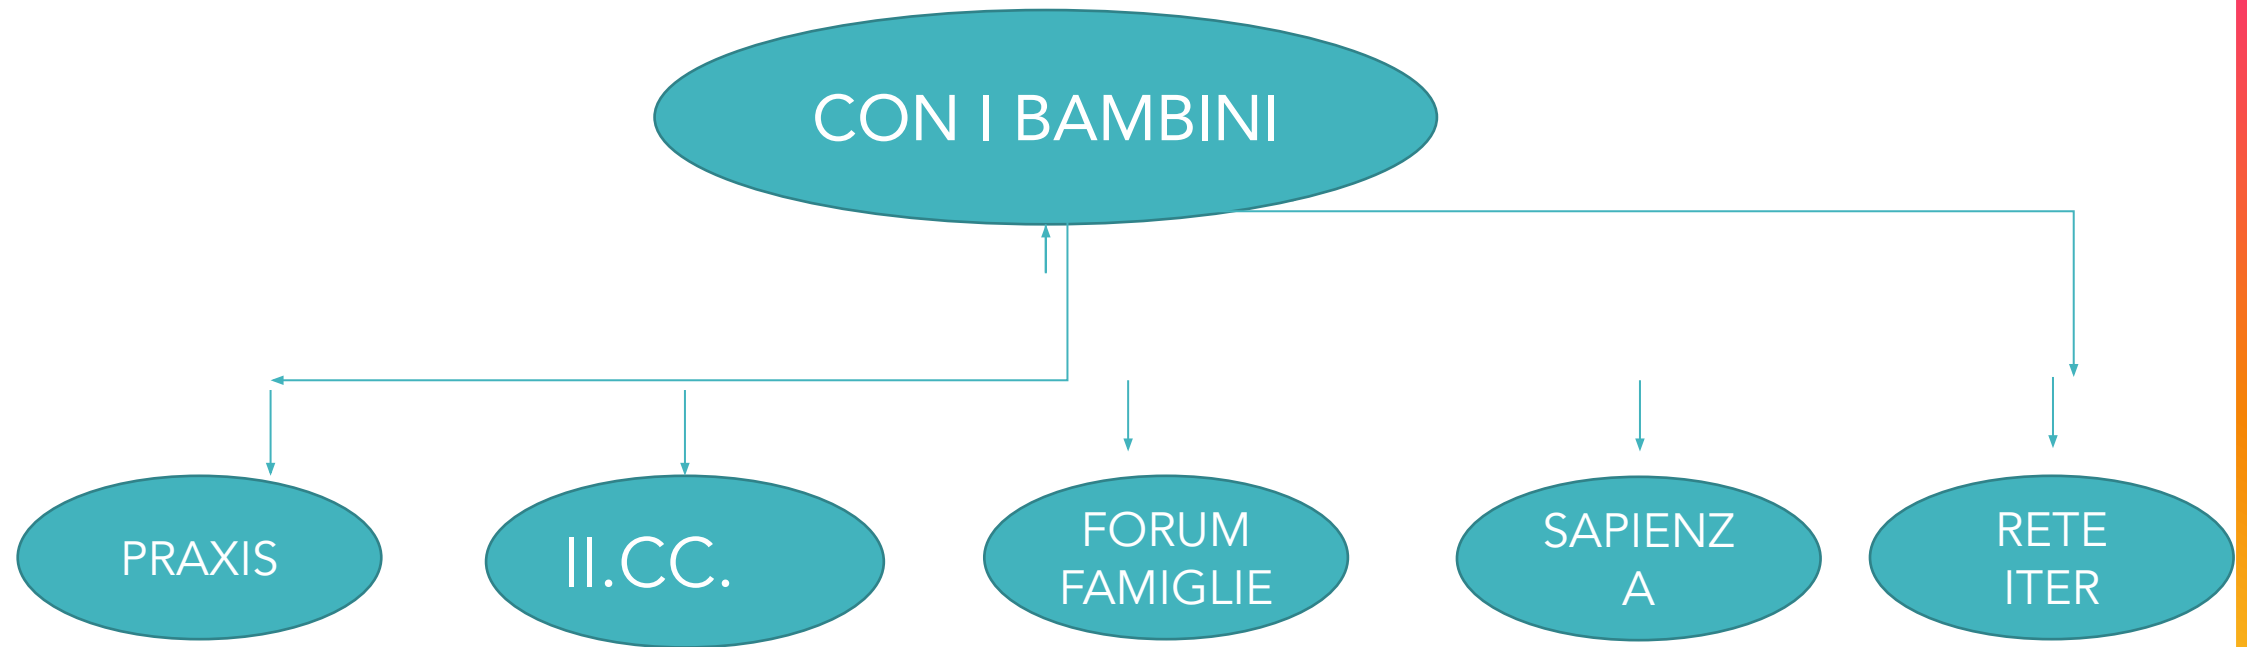 CON I BAMBINI
PRAXIS
II.CC.
FORUM
FAMIGLIE
SAPIENZ
A
RETE
ITER